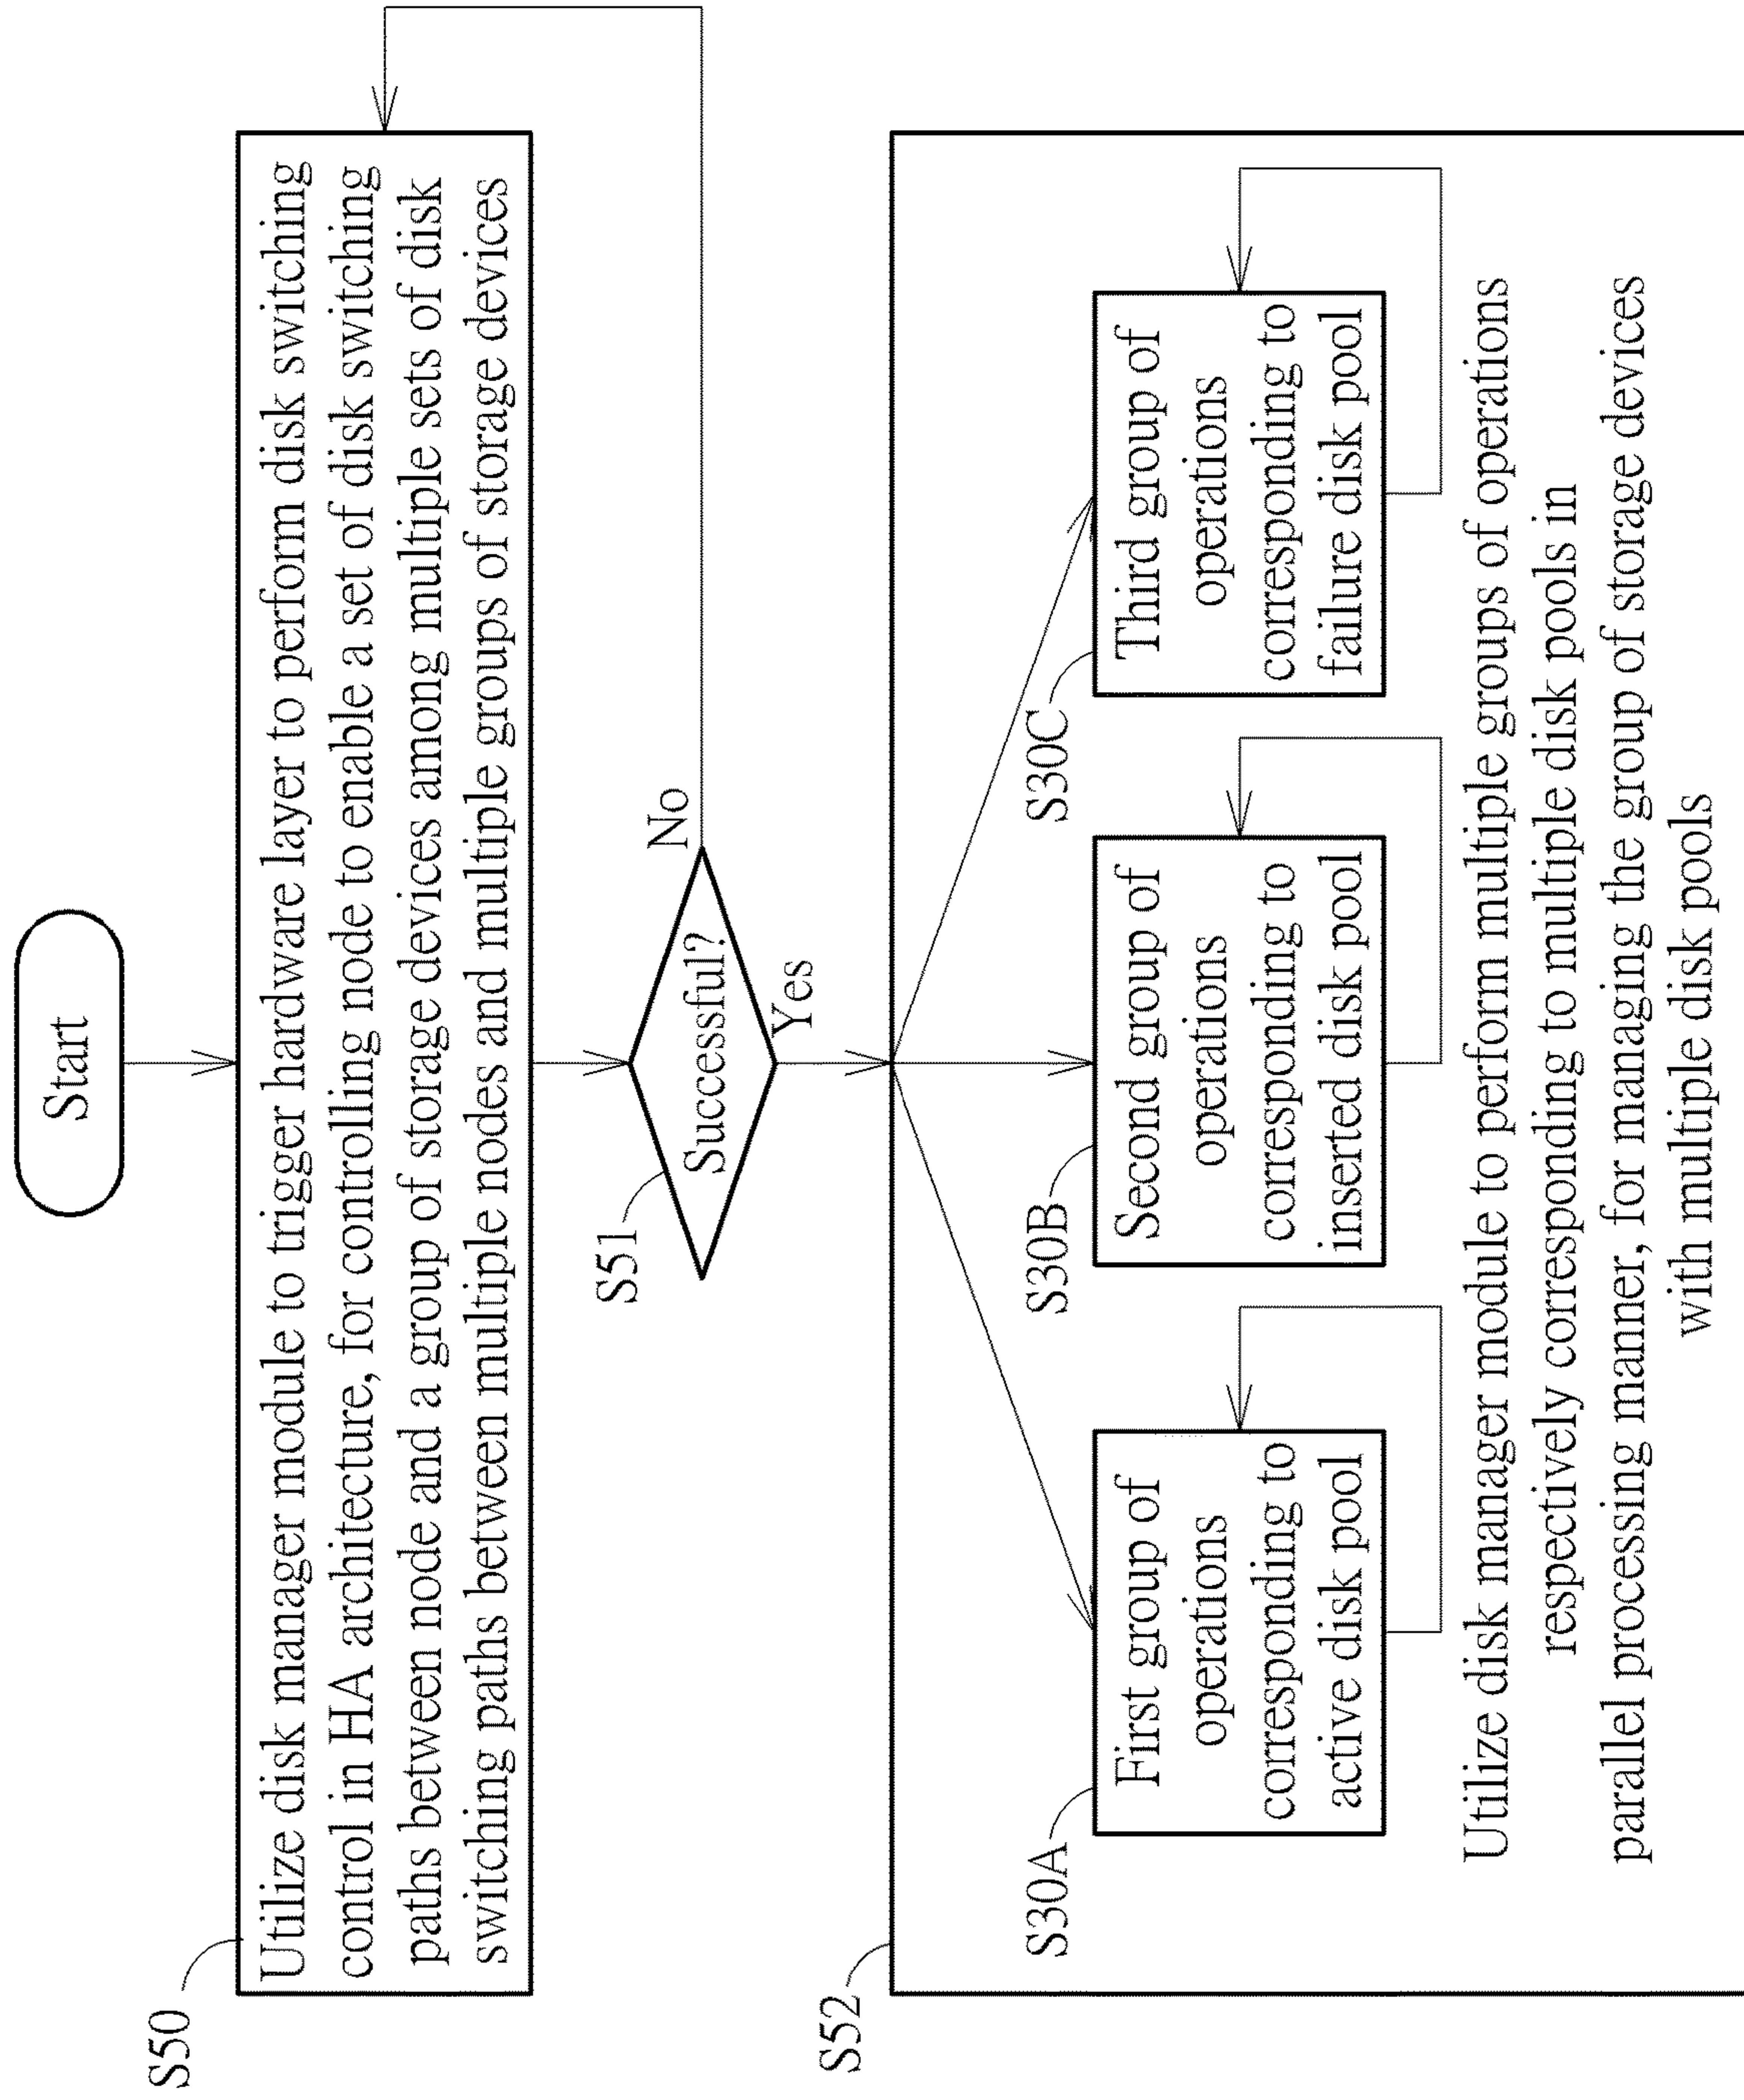 Start
S50
Utilize disk manager module to trigger hardware layer to perform disk switching
control in HA architecture, for controlling node to enable a set of disk switching
paths between node and a group of storage devices among multiple sets of disk
switching paths between multiple nodes and multiple groups of storage devices
S51
Successful?
No
Yes
S52
S30A
First group of
operations
corresponding to
active disk pool
S30B
Second group of
operations
corresponding to
inserted disk pool
S30C
Third group of
operations
corresponding to
failure disk pool
Utilize disk manager module to perform multiple groups of operations
respectively corresponding to multiple disk pools in
parallel processing manner, for managing the group of storage devices
with multiple disk pools